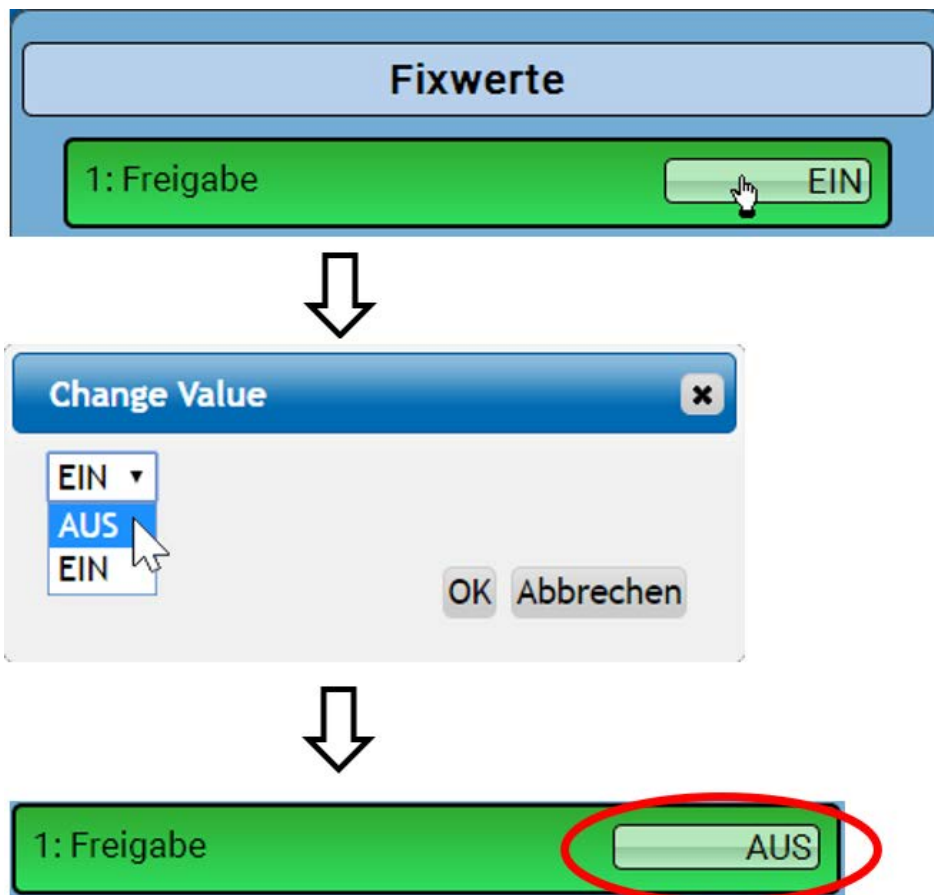 Fixwerte
1: Freigabe EIN
Change Value
EIN
AUS
EIN
OK Abbrechen
1: Freigabe AUS